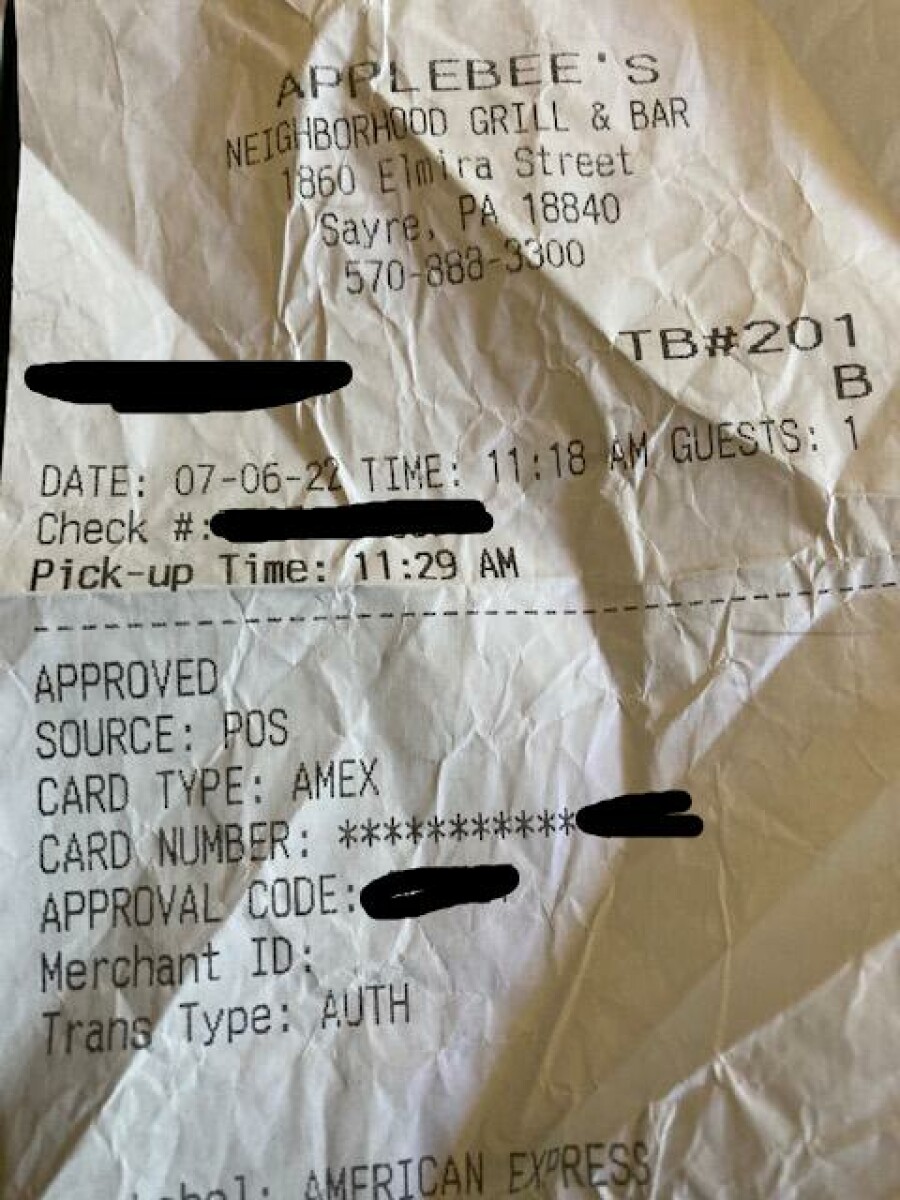 APPLEBEE'S
NEIGHBORHOOD GRILL & BAR
1860 Elmira Street
Sayre, PA 18840
570-888-3300
TB#201
B
DATE: 07-06-22 TIME: 11:18 AM GUESTS: 1
Check #:
Pick-up Time: 11:29 AM
APPROVED
SOURCE: POS
CARD TYPE: AMEX
CARD NUMBER: ***********
APPROVAL CODE:
Merchant ID:
Trans Type: AUTH
AMERICAN EXPRESS